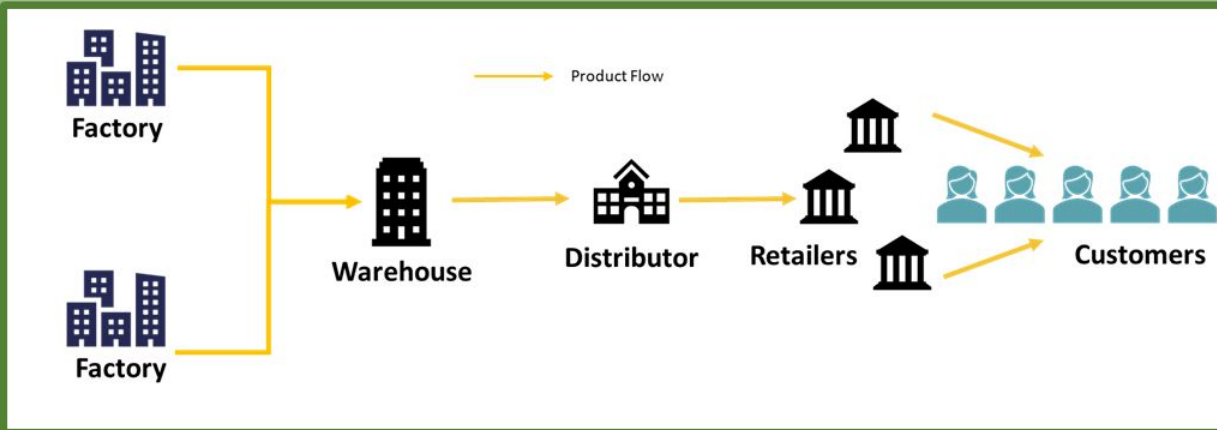 Factory
Product Flow
Warehouse
Distributor
Retailers
Customers
Factory